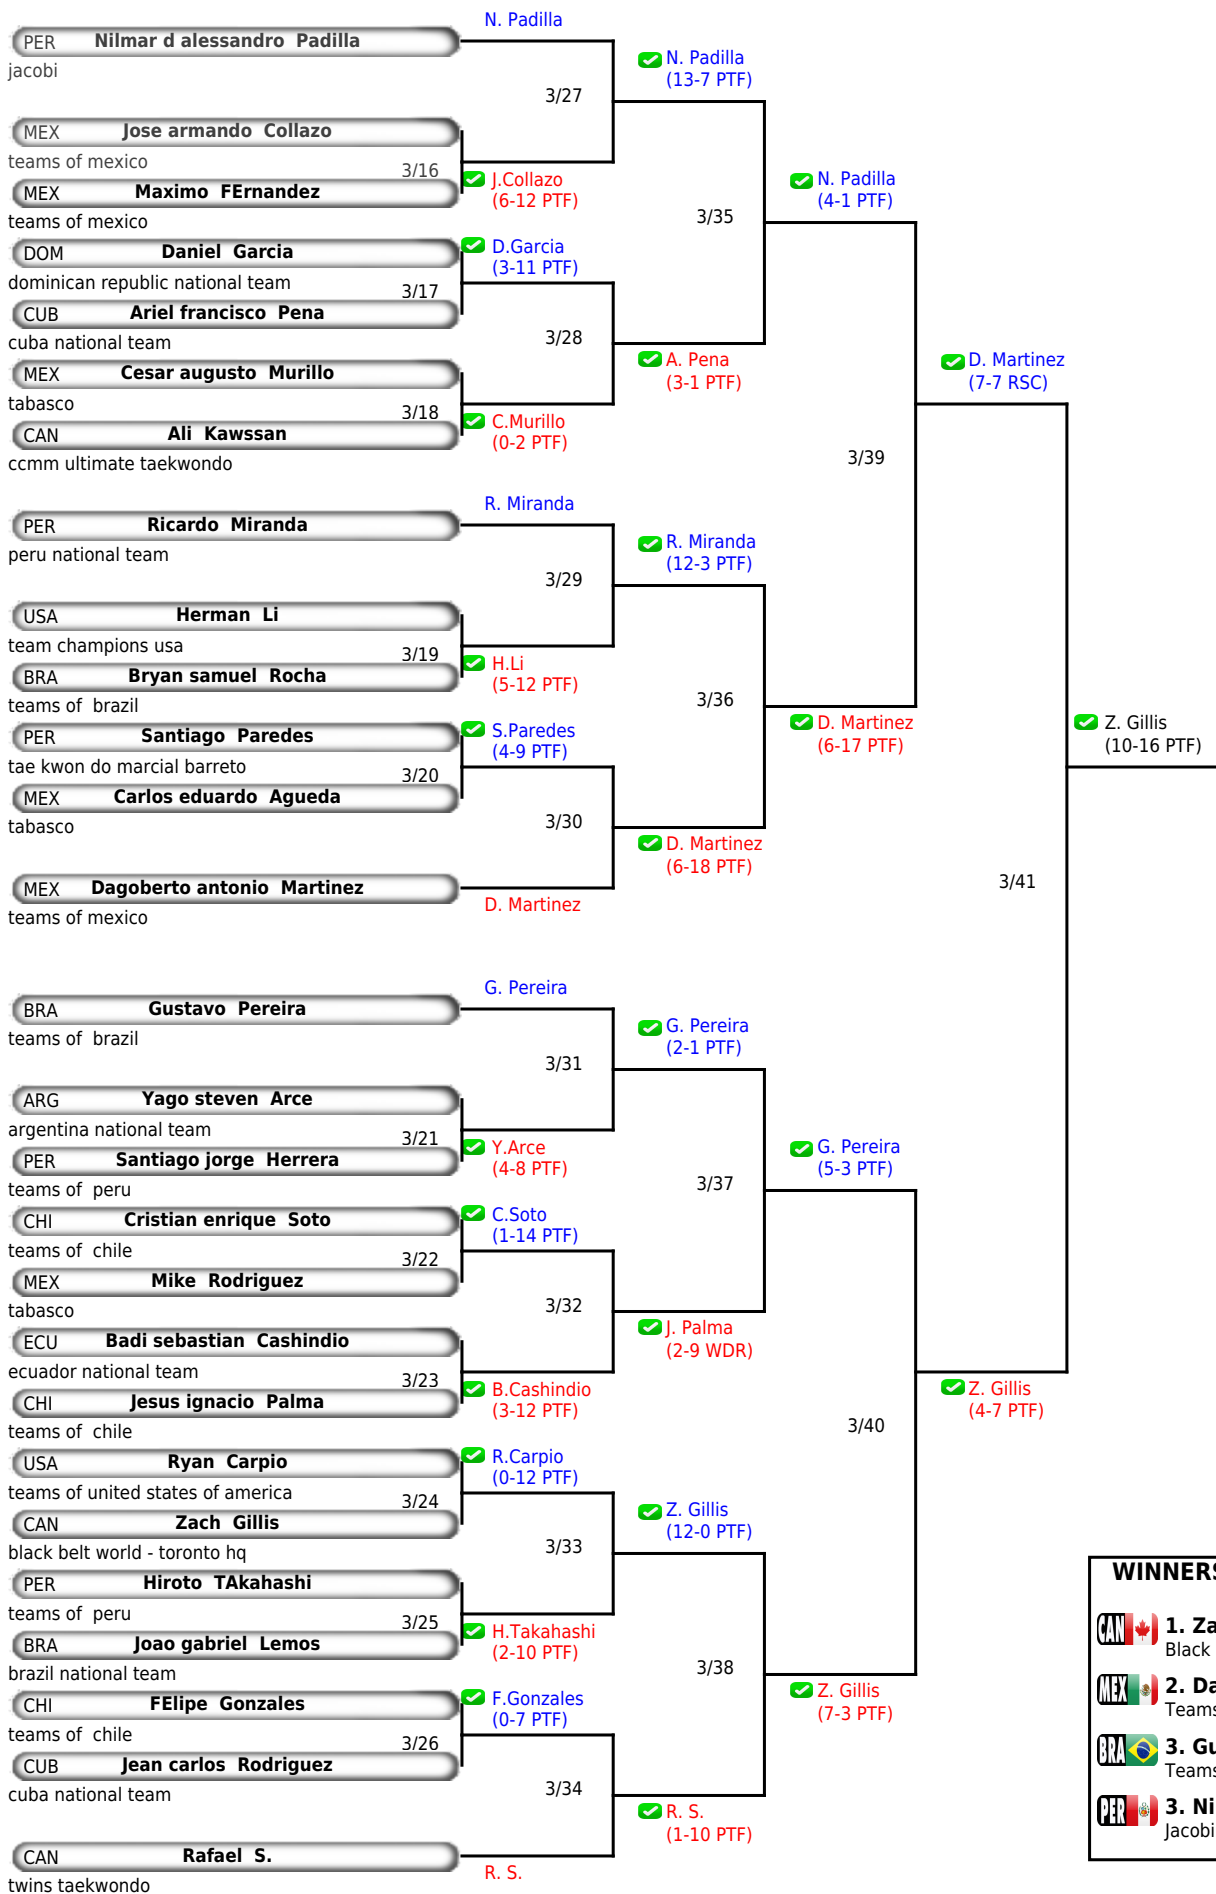 N. Padilla
PER Nilmar d alessandro Padilla
jacobi
N. Padilla
(13-7 PTF)
3/27
MEX Jose armando Collazo
teams of mexico
3/16
MEX Maximo FErnandez
teams of mexico
J.Collazo
(6-12 PTF)
N. Padilla
(4-1 PTF)
3/35
DOM Daniel Garcia
dominican republic national team
D.Garcia
(3-11 PTF)
3/17
CUB Ariel francisco Pena
cuba national team
3/28
MEX Cesar augusto Murillo
tabasco
A. Pena
(3-1 PTF)
D. Martinez
(7-7 RSC)
3/18
CAN Ali Kawssan
ccmm ultimate taekwondo
C.Murillo
(0-2 PTF)
3/39
R. Miranda
PER Ricardo Miranda
peru national team
R. Miranda
(12-3 PTF)
3/29
USA Herman Li
team champions usa
3/19
BRA Bryan samuel Rocha
teams of brazil
H.Li
(5-12 PTF)
3/36
PER Santiago Paredes
tae kwon do marcial barreto
S.Paredes
(4-9 PTF)
D. Martinez
(6-17 PTF)
Z. Gillis
(10-16 PTF)
3/20
MEX Carlos eduardo Agueda
tabasco
3/30
D. Martinez
(6-18 PTF)
MEX Dagoberto antonio Martinez
teams of mexico
D. Martinez
3/41
G. Pereira
BRA Gustavo Pereira
teams of brazil
G. Pereira
(2-1 PTF)
3/31
ARG Yago steven Arce
argentina national team
3/21
PER Santiago jorge Herrera
teams of peru
Y.Arce
(4-8 PTF)
G. Pereira
(5-3 PTF)
3/37
CHI Cristian enrique Soto
teams of chile
C.Soto
(1-14 PTF)
3/22
MEX Mike Rodriguez
tabasco
3/32
ECU Badi sebastian Cashindio
ecuador national team
J. Palma
(2-9 WDR)
3/23
CHI Jesus ignacio Palma
teams of chile
B.Cashindio
(3-12 PTF)
Z. Gillis
(4-7 PTF)
3/40
USA Ryan Carpio
teams of united states of america
R.Carpio
(0-12 PTF)
3/24
CAN Zach Gillis
black belt world - toronto hq
Z. Gillis
(12-0 PTF)
3/33
PER Hiroto TAkahashi
teams of peru
3/25
BRA Joao gabriel Lemos
brazil national team
H.Takahashi
(2-10 PTF)
3/38
CHI FElipe Gonzales
teams of chile
F.Gonzales
(0-7 PTF)
Z. Gillis
(7-3 PTF)
3/26
CUB Jean carlos Rodriguez
cuba national team
3/34
R. S.
(1-10 PTF)
CAN Rafael S.
twins taekwondo
R. S.
WINNERS
CAN 1. Za
Black
MEX 2. Da
Teams
BRA 3. Gu
Teams
PER 3. Ni
Jacobi